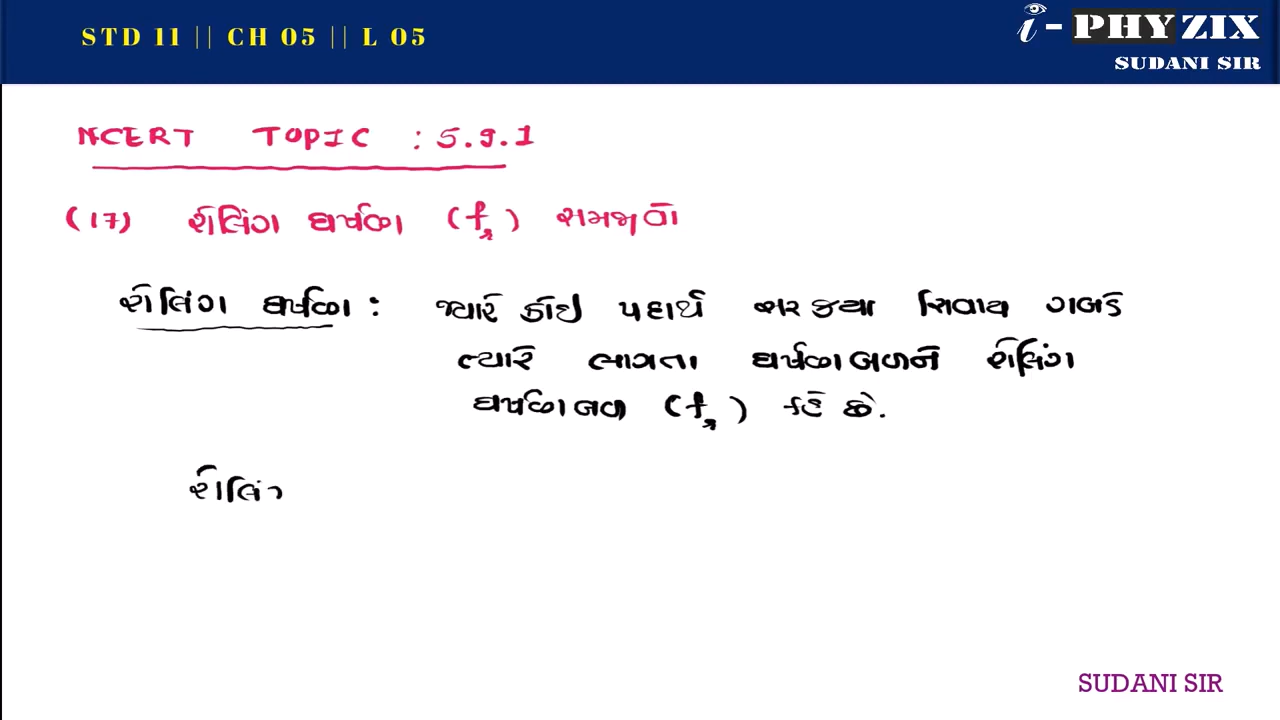 STD 11 || CH 05 || L 05
i - PHYZIX
SUDANI SIR
NCERT TOPIC : 5.9.1
(17) રોલિંગ ઘર્ષણ (fr) સમજાવો
રોલિંગ ઘર્ષણ : જ્યારે કોઇ પદાર્થ સરક્યા સિવાય ગબડે
ત્યારે લાગતા ઘર્ષણબળને રોલિંગ
ઘર્ષણબળ (fr) કહે છે.
રોલિં
SUDANI SIR